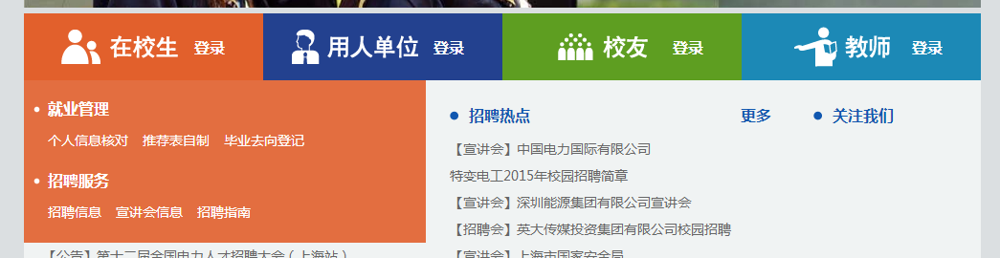 在校生 登录 用人单位 登录 校友 登录 教师 登录
就业管理
个人信息核对 推荐表自制 毕业去向登记
招聘服务
招聘信息 宣讲会信息 招聘指南
【公告】第十二届全国电力人才招聘大会（上海站）
招聘热点 更多
【宣讲会】中国电力国际有限公司
特变电工2015年校园招聘简章
【宣讲会】深圳能源集团有限公司宣讲会
【招聘会】英大传媒投资集团有限公司校园招聘
【宣讲会】上海市国家安全局
关注我们